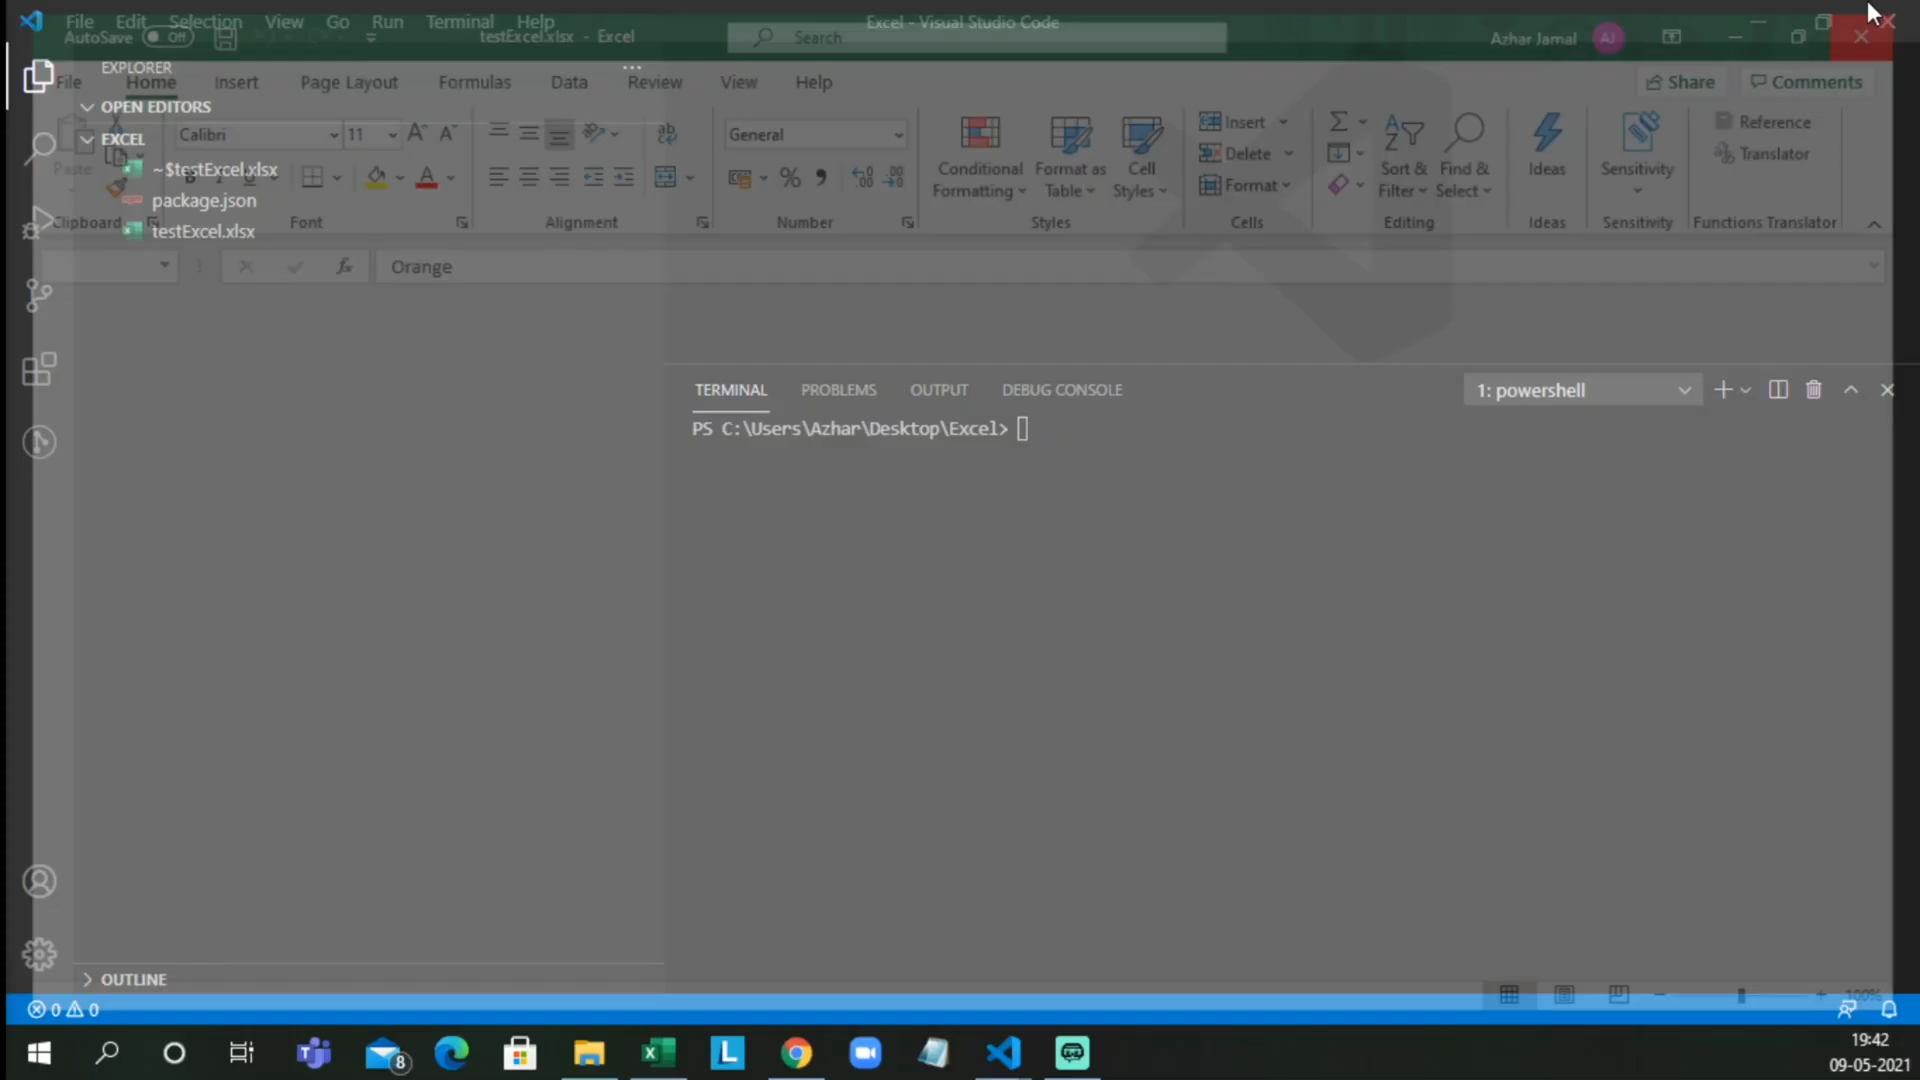 File Edit Selection View Go Run Terminal Help
Excel - Visual Studio Code
AutoSave Off
testExcel.xlsx - Excel
Search
Azhar Jamal AJ
EXPLORER
File Home Insert Page Layout Formulas Data Review View Help
Share Comments
OPEN EDITORS
EXCEL
Calibri 11
General
Conditional Formatting
Format as Table
Cell Styles
Insert
Delete
Format
Sort & Filter
Find & Select
Ideas
Sensitivity
Reference
Translator
Paste
~$testExcel.xlsx
package.json
testExcel.xlsx
Clipboard Font Alignment Number Styles Cells Editing Ideas Sensitivity Functions Translator
Orange
TERMINAL PROBLEMS OUTPUT DEBUG CONSOLE
1: powershell
PS C:\Users\Azhar\Desktop\Excel>
OUTLINE
100%
0 0
8
19:42
09-05-2021